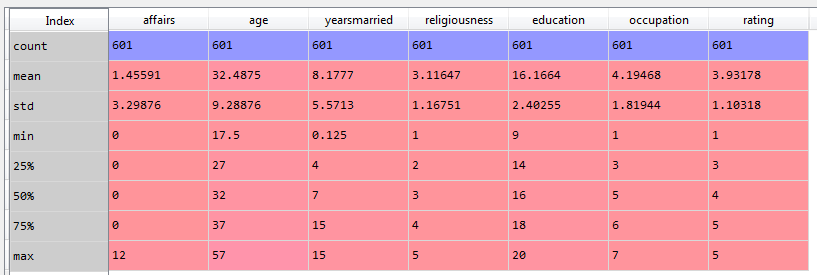 Index affairs age yearsmarried religiousness education occupation rating
count 601 601 601 601 601 601 601
mean 1.45591 32.4875 8.1777 3.11647 16.1664 4.19468 3.93178
std 3.29876 9.28876 5.5713 1.16751 2.40255 1.81944 1.10318
min 0 17.5 0.125 1 9 1 1
25% 0 27 4 2 14 3 3
50% 0 32 7 3 16 5 4
75% 0 37 15 4 18 6 5
max 12 57 15 5 20 7 5